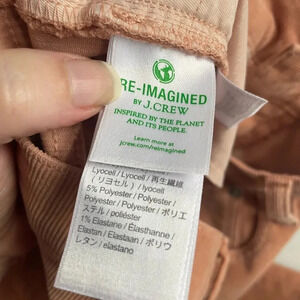 RE-IMAGINED
BY J.CREW
INSPIRED BY THE PLANET
AND ITS PEOPLE.
Learn more at
jcrew.com/reimagined
Lyocell / Lyocell / 再生繊維
(リヨセル) / lyocell
5% Polyester / Polyester /
Polyester / Polyester / ポリエ
ステル / poliéster
1% Elastane / Élasthanne /
Elastan / Elastaan / ポリウ
レタン / elastano